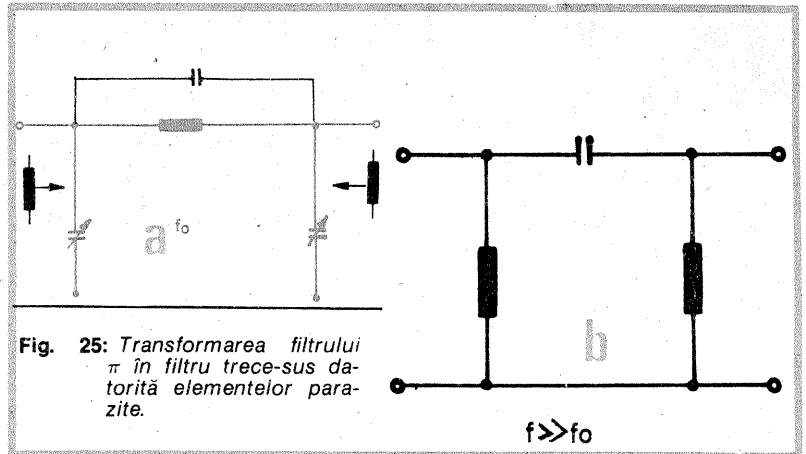 a fo
Fig. 25: Transformarea filtrului
π în filtru trece-sus da-
torită elementelor para-
zite.
b
f>>fo